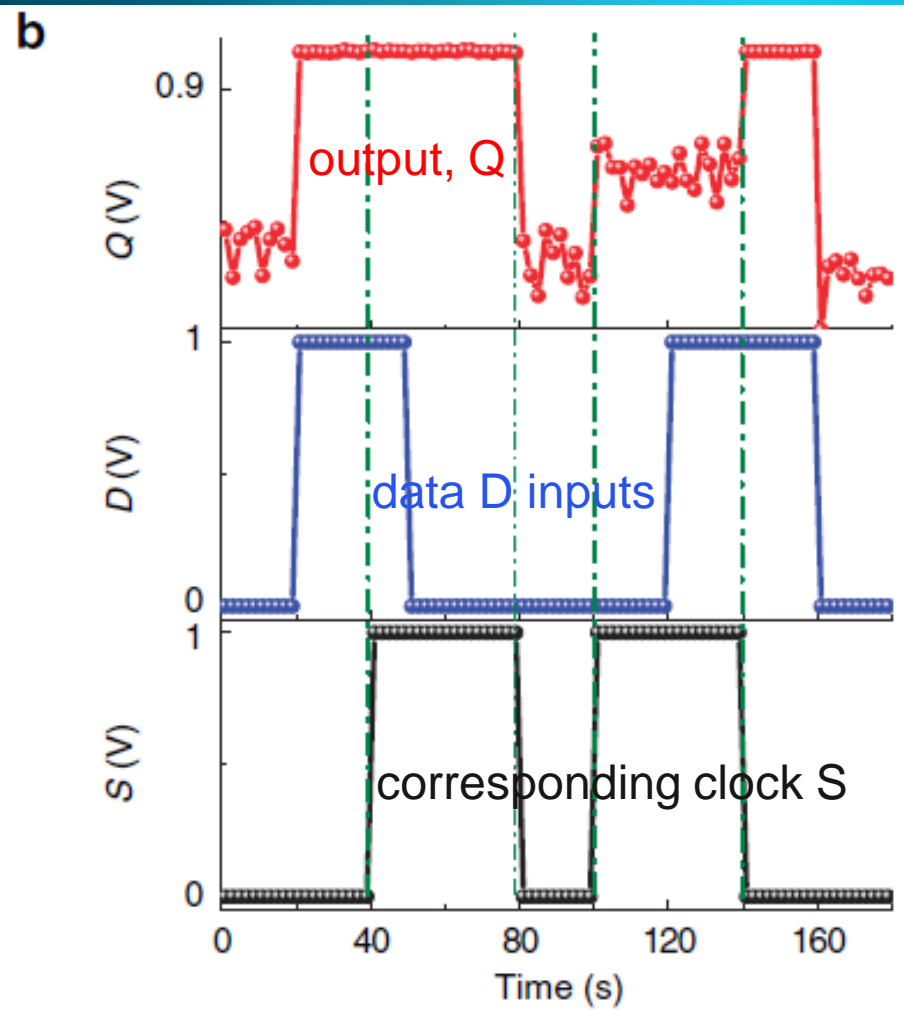 b
0.9
output, Q
Q (V)
1
data D inputs
D (V)
0
1
corresponding clock S
S (V)
0
0 40 80 120 160
Time (s)